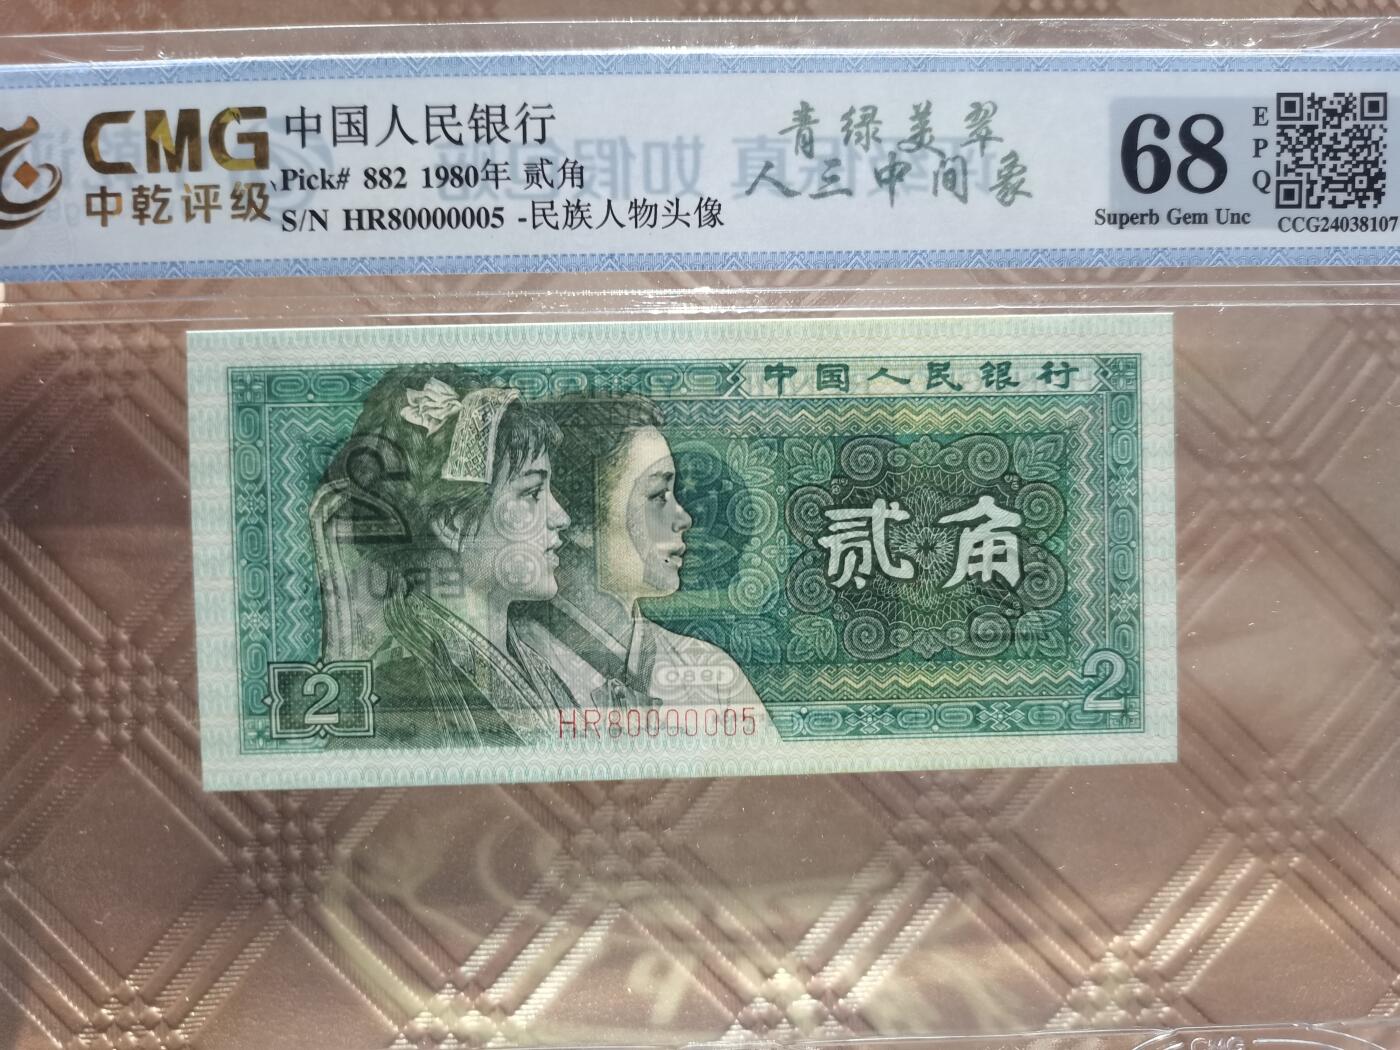 CMG
中乾评级
中国人民银行
Pick# 882 1980年 贰角
S/N HR80000005 -民族人物头像
青绿美翠
人三中间象
68
EPQ
Superb Gem Unc
CCG24038107
中国人民银行
贰角
2
2
1980
HR80000005
CMG